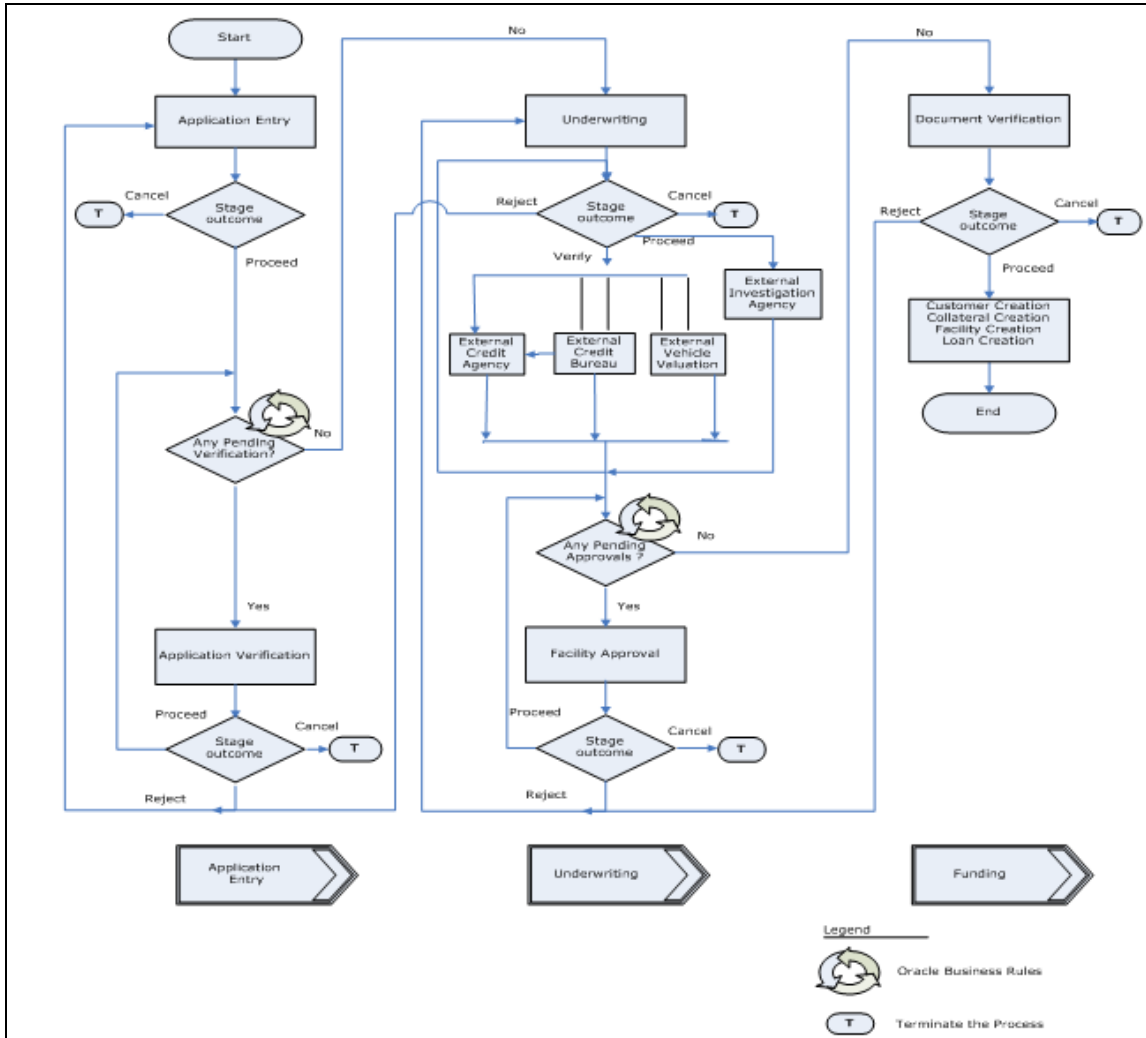 Start
Application Entry
Cancel
T
Stage
outcome
Proceed
Any Pending
Verification?
No
Yes
Application Verification
Proceed
Stage
outcome
Cancel
T
Reject
No
Underwriting
Reject
Stage
outcome
Cancel
T
Proceed
Verify
External
Investigation
Agency
External
Credit
Agency
External
Credit
Bureau
External
Vehicle
Valuation
Any Pending
Approvals ?
No
Yes
Facility Approval
Proceed
Stage
outcome
Cancel
T
Reject
No
Document Verification
Reject
Stage
outcome
Cancel
T
Proceed
Customer Creation
Collateral Creation
Facility Creation
Loan Creation
End
Application
Entry
Underwriting
Funding
Legend
Oracle Business Rules
T
Terminate the Process